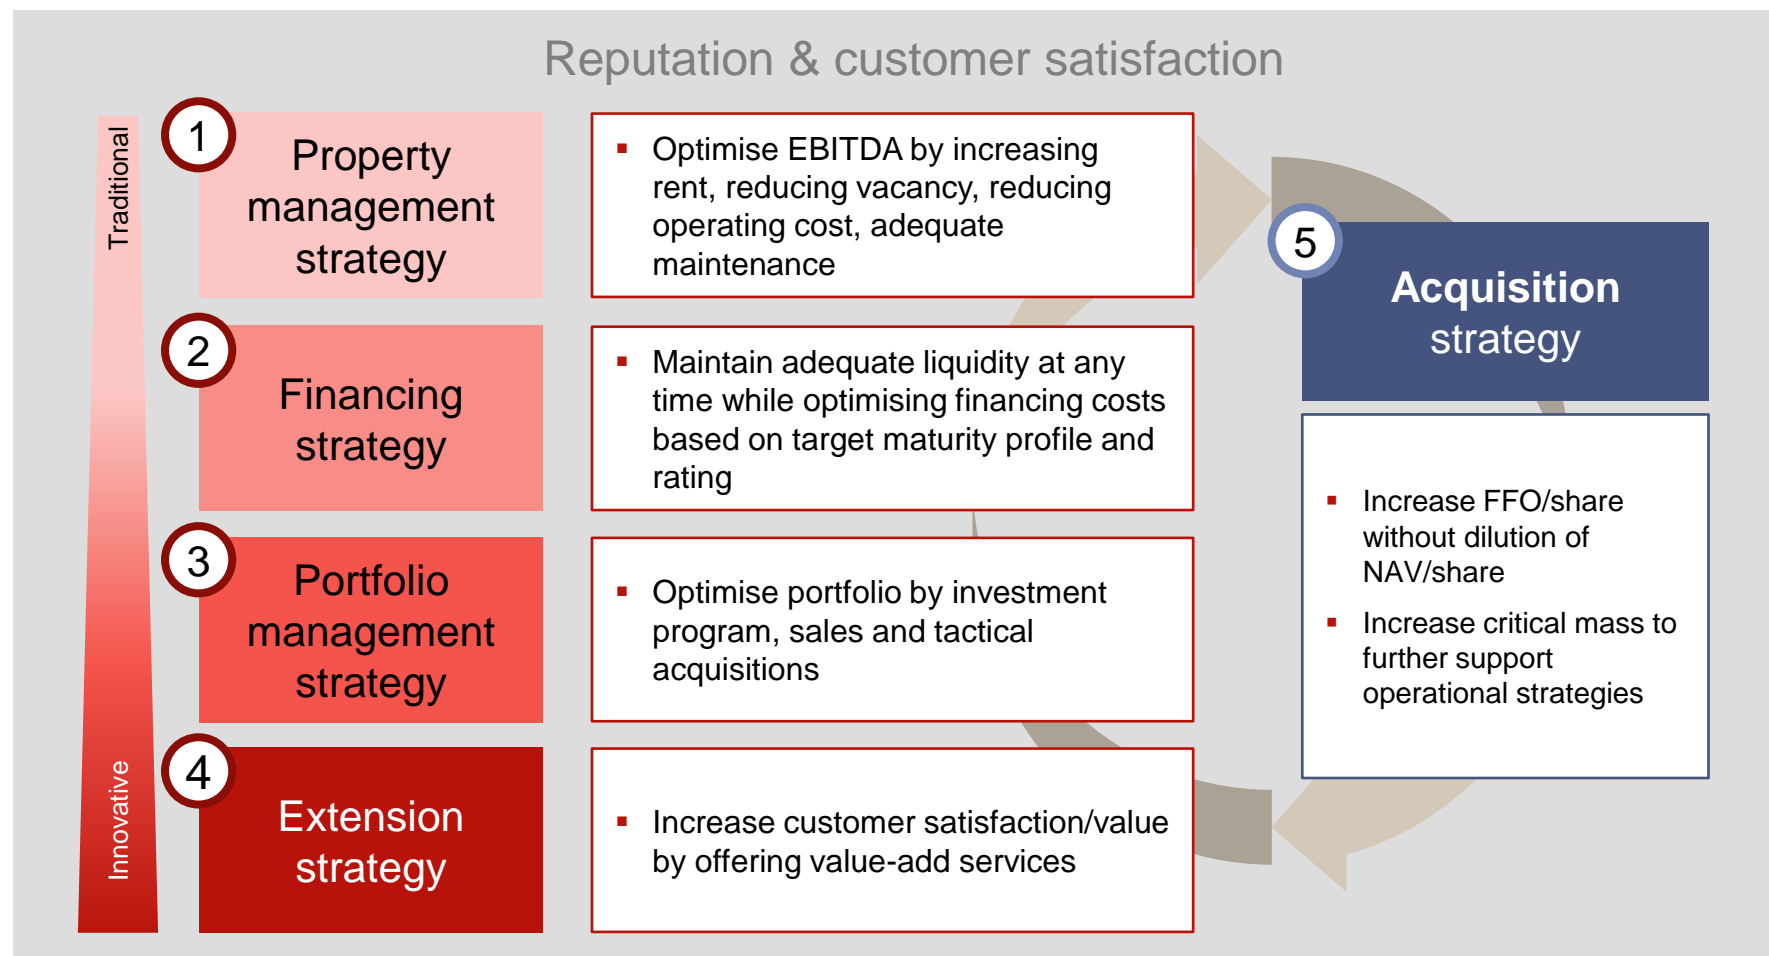 Reputation & customer satisfaction
Traditional
Innovative
1
Property
management
strategy
▪ Optimise EBITDA by increasing
rent, reducing vacancy, reducing
operating cost, adequate
maintenance
2
Financing
strategy
▪ Maintain adequate liquidity at any
time while optimising financing costs
based on target maturity profile and
rating
3
Portfolio
management
strategy
▪ Optimise portfolio by investment
program, sales and tactical
acquisitions
4
Extension
strategy
▪ Increase customer satisfaction/value
by offering value-add services
5
Acquisition
strategy
▪ Increase FFO/share
without dilution of
NAV/share
▪ Increase critical mass to
further support
operational strategies